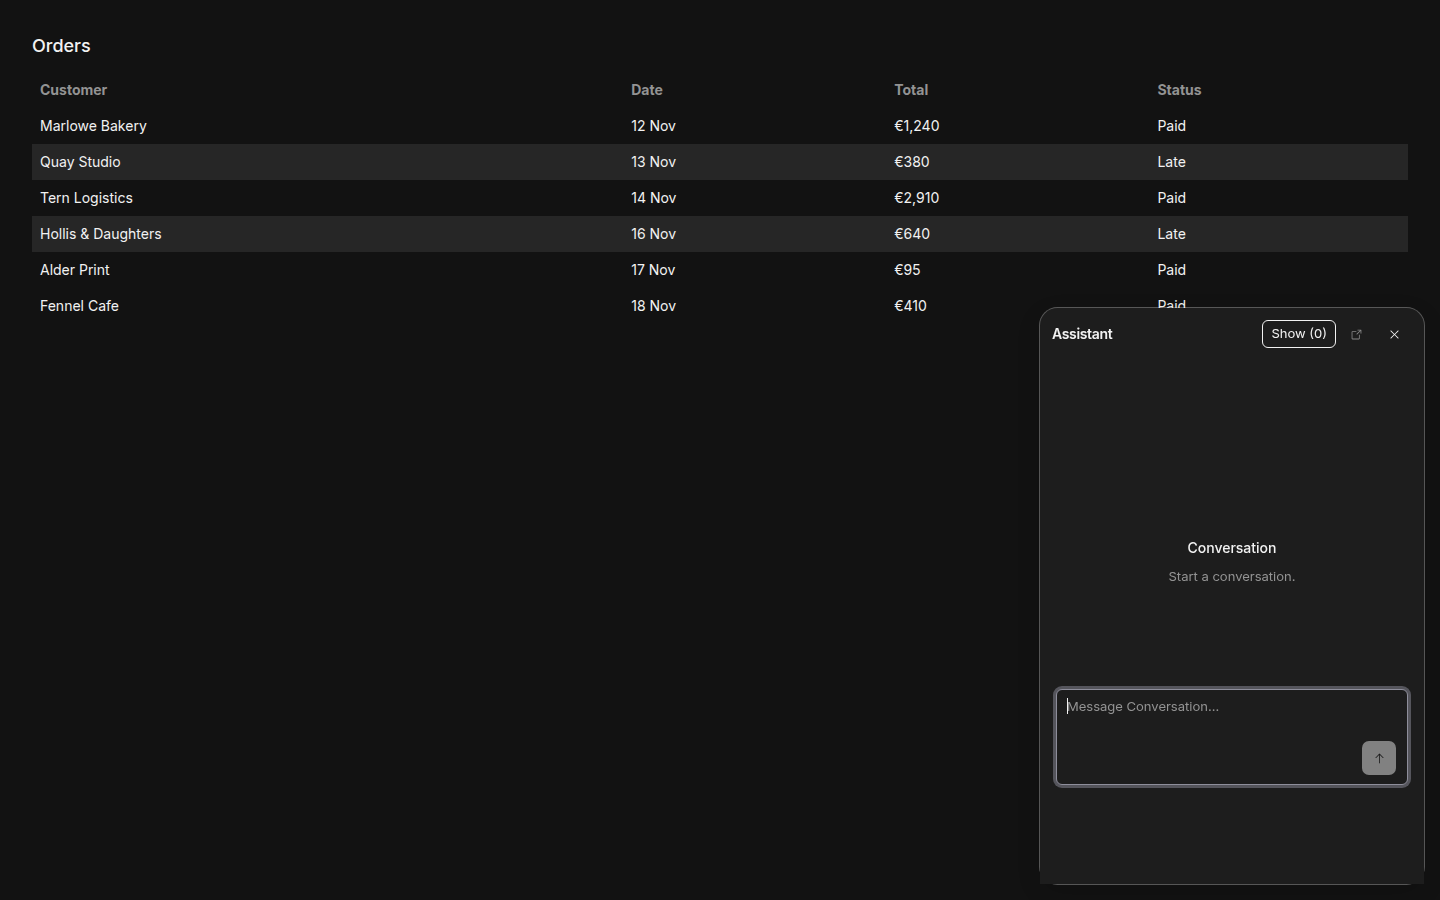 Orders
Customer Date Total Status
Marlowe Bakery 12 Nov €1,240 Paid
Quay Studio 13 Nov €380 Late
Tern Logistics 14 Nov €2,910 Paid
Hollis & Daughters 16 Nov €640 Late
Alder Print 17 Nov €95 Paid
Fennel Cafe 18 Nov €410 Paid
Assistant Show (0)
Conversation
Start a conversation.
Message Conversation...